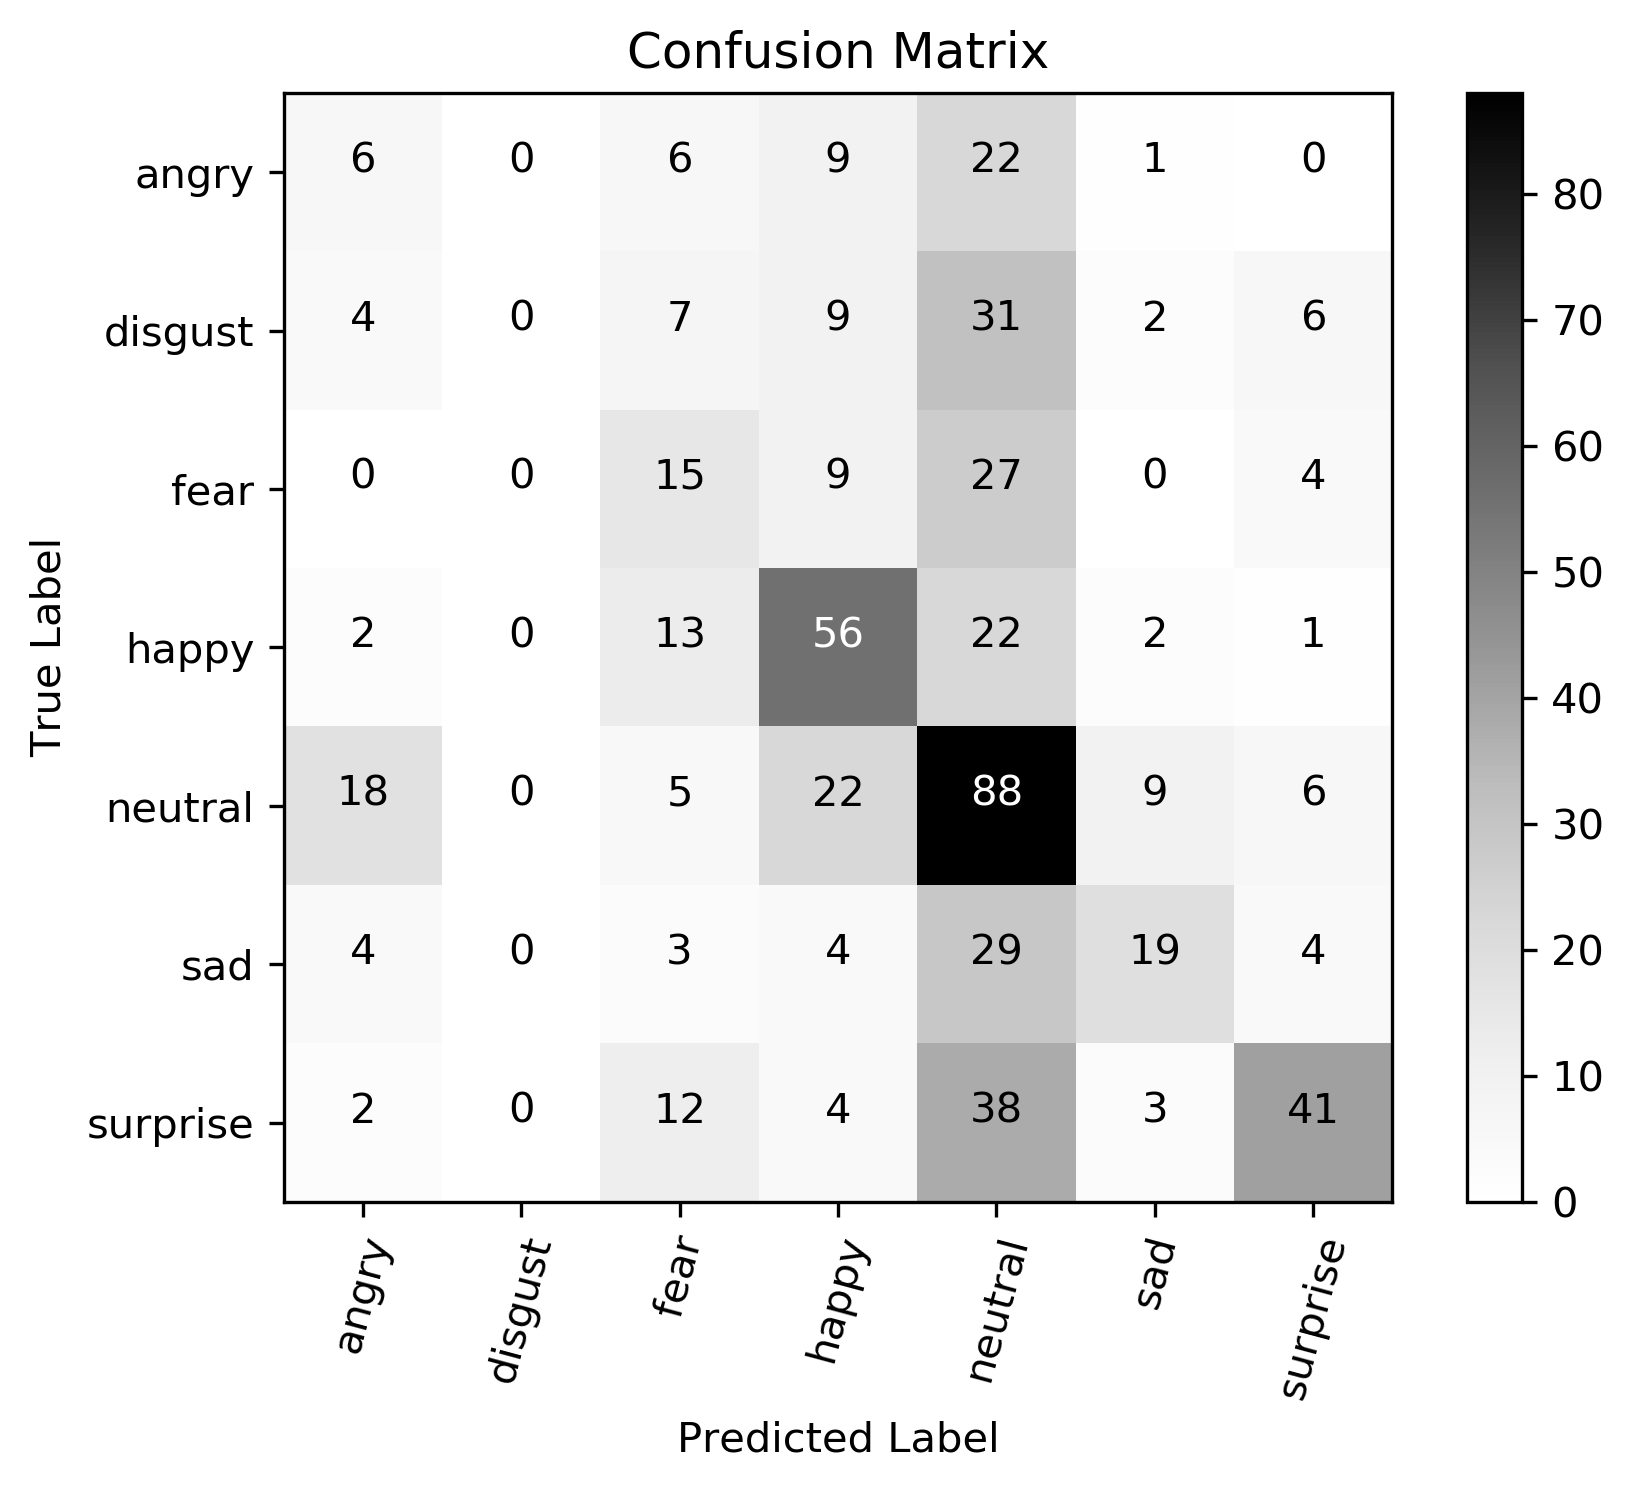 Confusion Matrix
angry 6 0 6 9 22 1 0
disgust 4 0 7 9 31 2 6
fear 0 0 15 9 27 0 4
happy 2 0 13 56 22 2 1
neutral 18 0 5 22 88 9 6
sad 4 0 3 4 29 19 4
surprise 2 0 12 4 38 3 41
True Label
angry disgust fear happy neutral sad surprise
Predicted Label
80
70
60
50
40
30
20
10
0